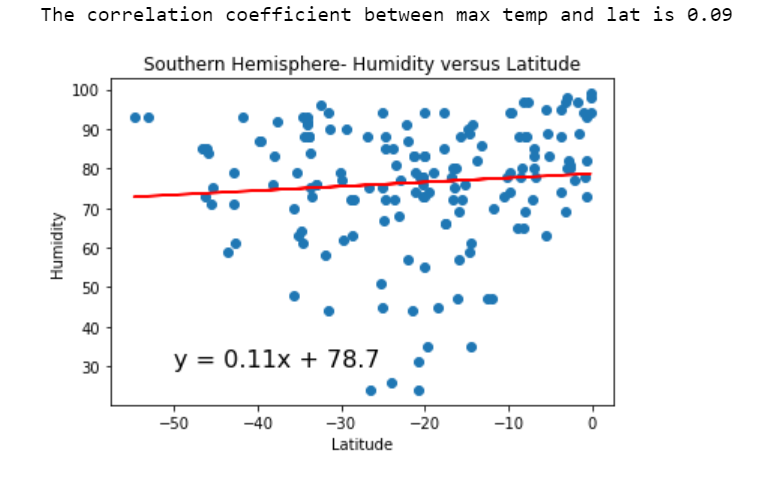 The correlation coefficient between max temp and lat is 0.09
Southern Hemisphere- Humidity versus Latitude
100
90
80
70
60
50
40
30
Humidity
y = 0.11x + 78.7
−50 −40 −30 −20 −10 0
Latitude